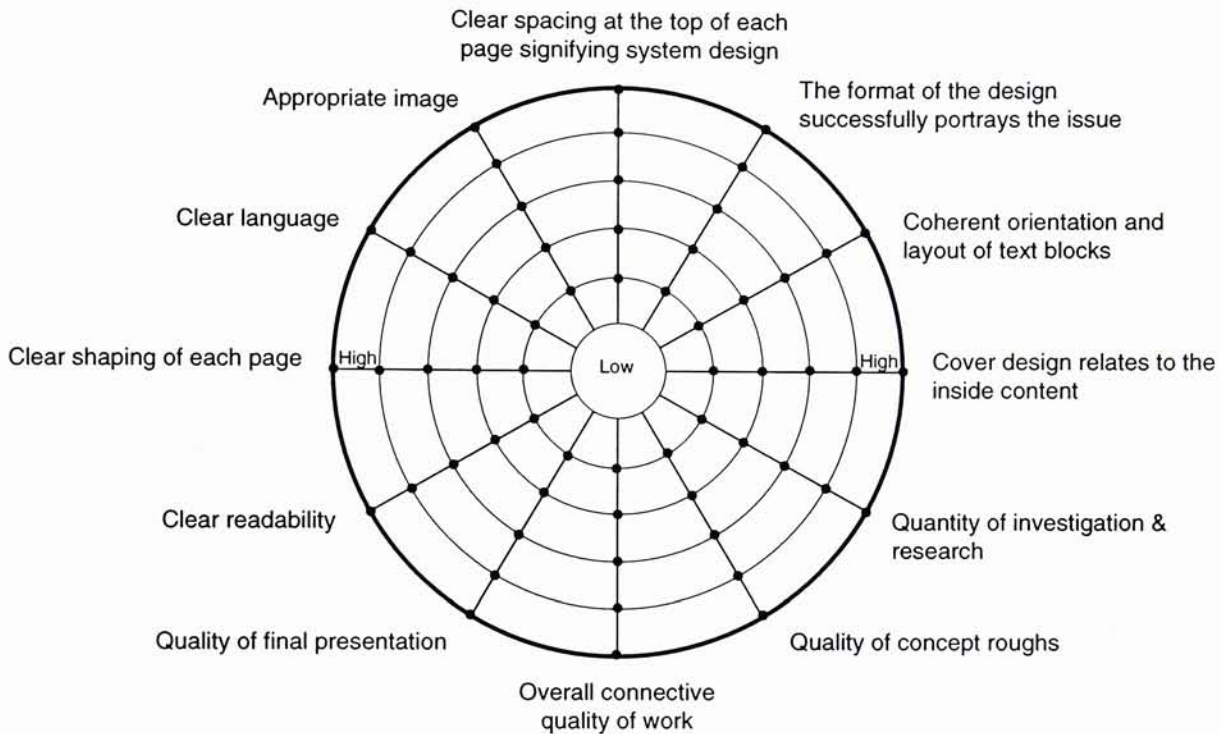 Clear spacing at the top of each
page signifying system design
Appropriate image
The format of the design
successfully portrays the issue
Clear language
Coherent orientation and
layout of text blocks
Clear shaping of each page
High
Low
High
Cover design relates to the
inside content
Clear readability
Quantity of investigation &
research
Quality of final presentation
Quality of concept roughs
Overall connective
quality of work